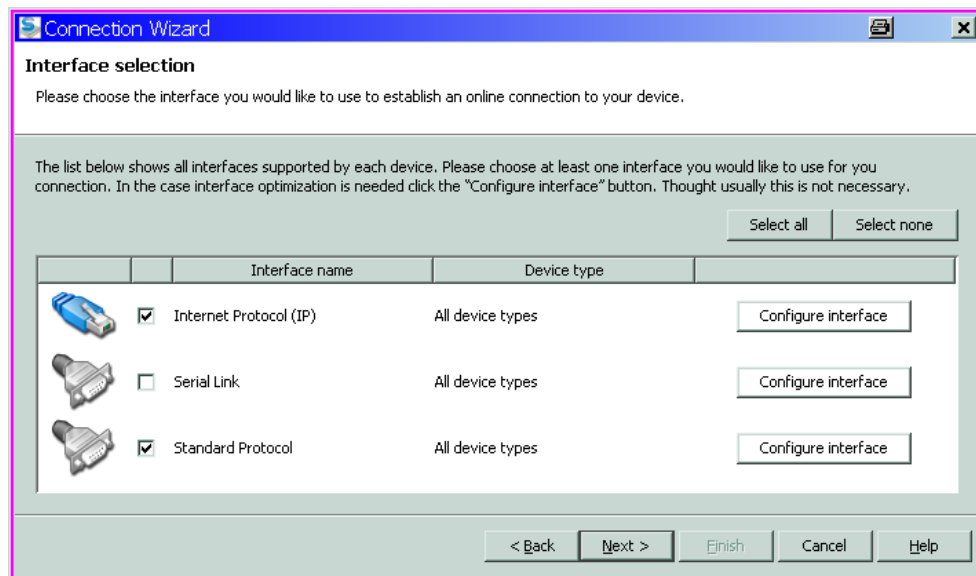 Connection Wizard
Interface selection
Please choose the interface you would like to use to establish an online connection to your device.
The list below shows all interfaces supported by each device. Please choose at least one interface you would like to use for you
connection. In the case interface optimization is needed click the “Configure interface” button. Thought usually this is not necessary.
Select all Select none
Interface name Device type
Internet Protocol (IP) All device types Configure interface
Serial Link All device types Configure interface
Standard Protocol All device types Configure interface
< Back Next > Finish Cancel Help